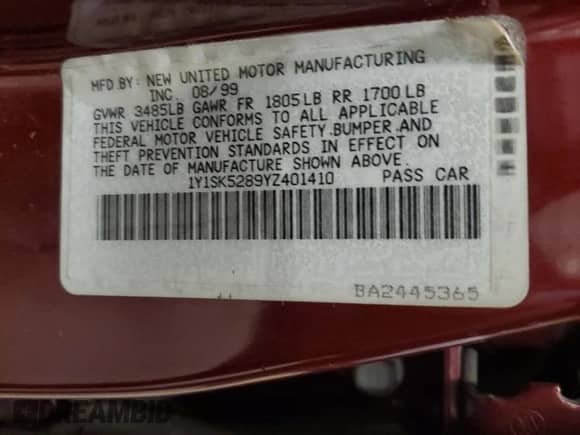 MFD.BY: NEW UNITED MOTOR MANUFACTURING
INC. 08/99
GVWR 3485LB GAWR FR 1805LB RR 1700LB
THIS VEHICLE CONFORMS TO ALL APPLICABLE
FEDERAL MOTOR VEHICLE SAFETY.BUMPER.AND
THEFT PREVENTION STANDARDS IN EFFECT ON
THE DATE OF MANUFACTURE SHOWN ABOVE.
1Y1SK5289YZ401410 PASS CAR
BA2445365
DREAMBID